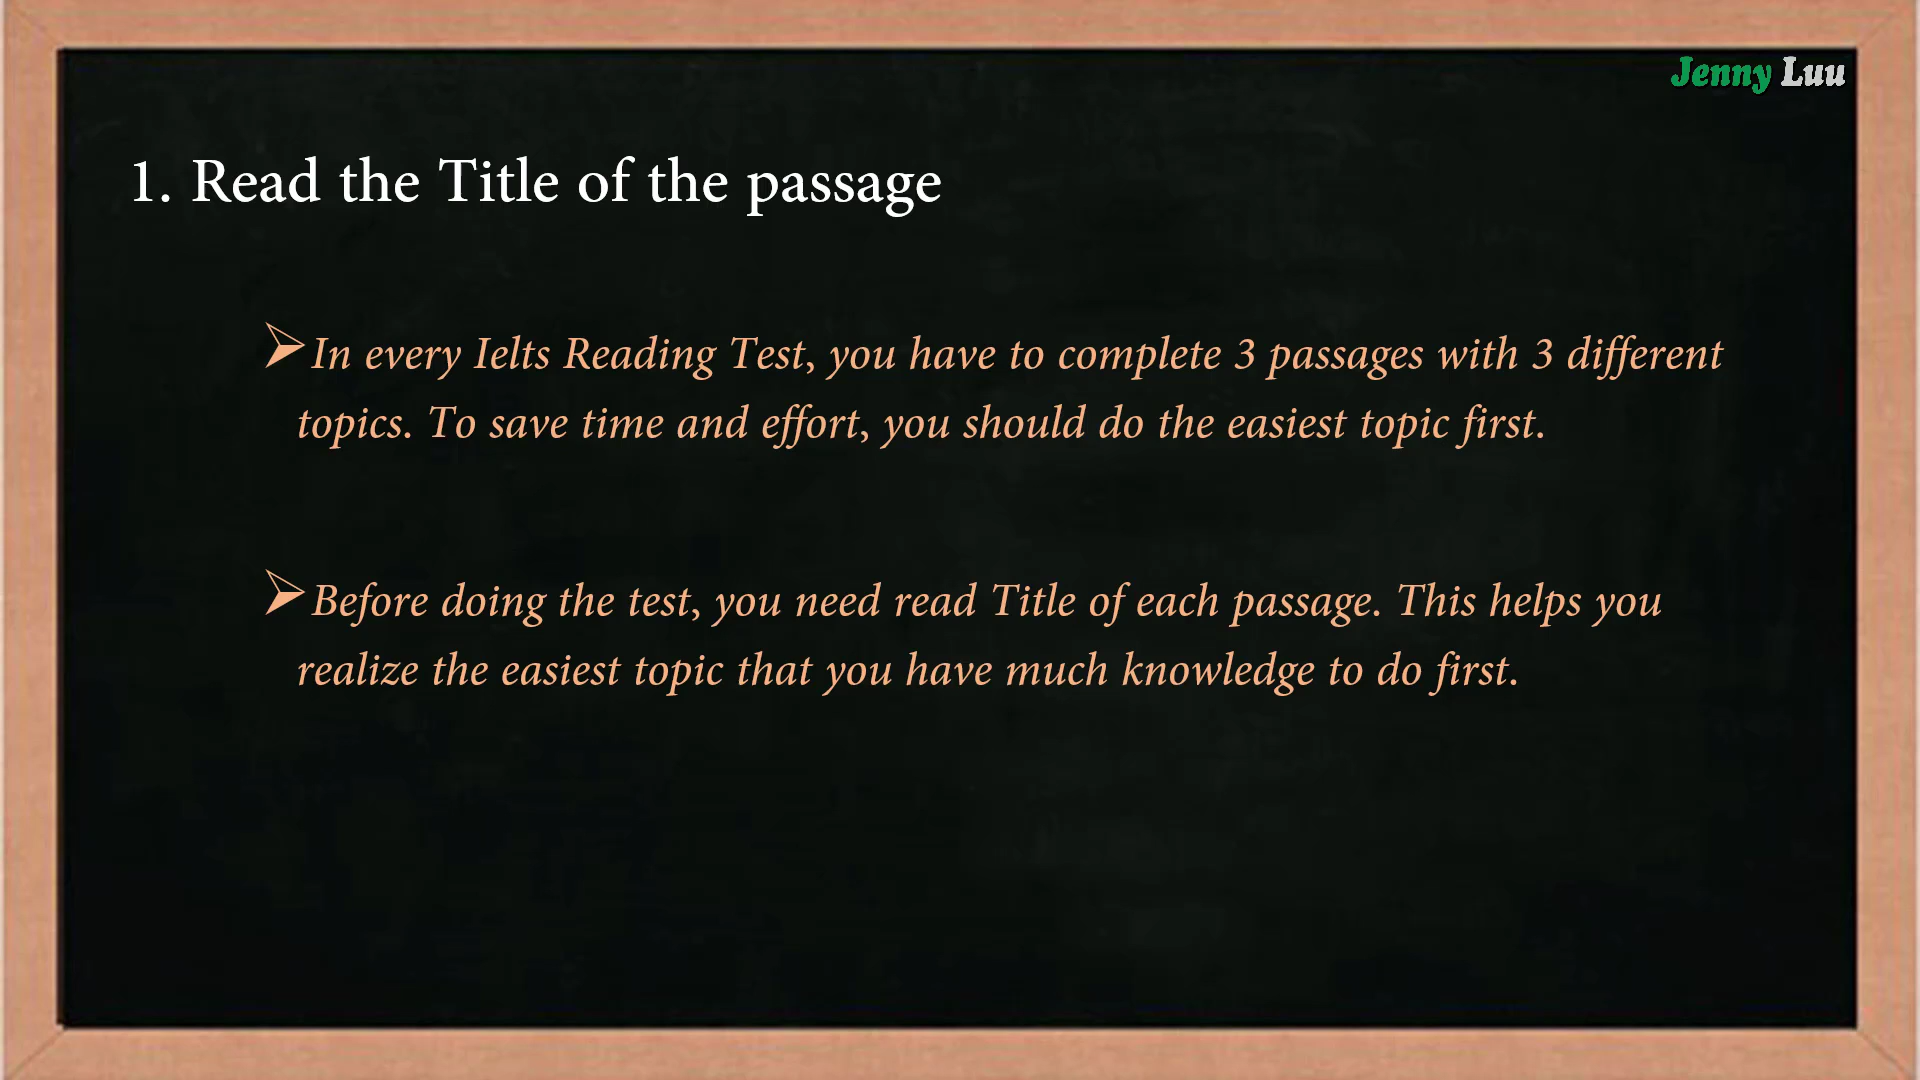 Jenny Luu
1. Read the Title of the passage
➢In every Ielts Reading Test, you have to complete 3 passages with 3 different
topics. To save time and effort, you should do the easiest topic first.
➢Before doing the test, you need read Title of each passage. This helps you
realize the easiest topic that you have much knowledge to do first.